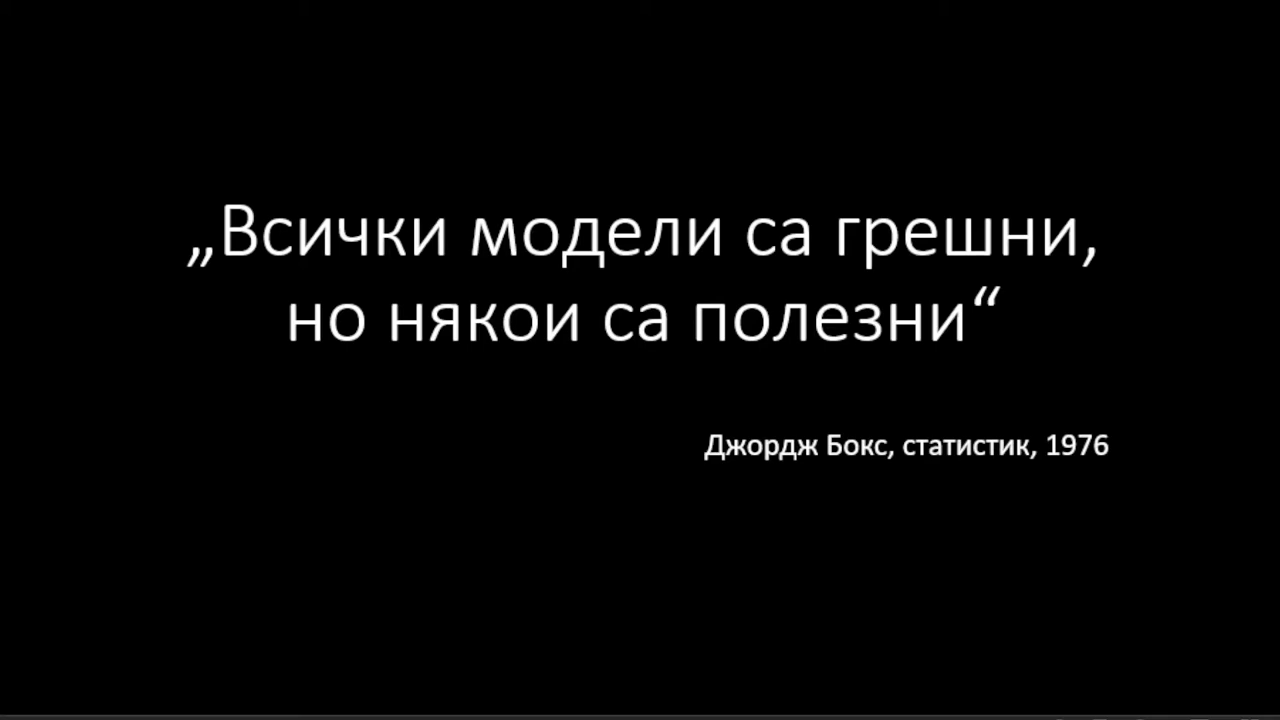 „Всички модели са грешни,
но някои са полезни“
Джордж Бокс, статистик, 1976